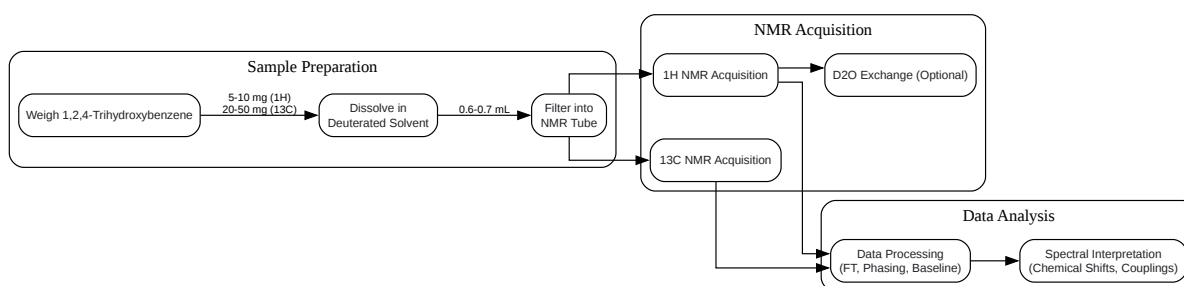 Sample Preparation
Weigh 1,2,4-Trihydroxybenzene
5-10 mg (1H)
20-50 mg (13C)
Dissolve in
Deuterated Solvent
0.6-0.7 mL
Filter into
NMR Tube
NMR Acquisition
1H NMR Acquisition
D2O Exchange (Optional)
13C NMR Acquisition
Data Analysis
Data Processing
(FT, Phasing, Baseline)
Spectral Interpretation
(Chemical Shifts, Couplings)